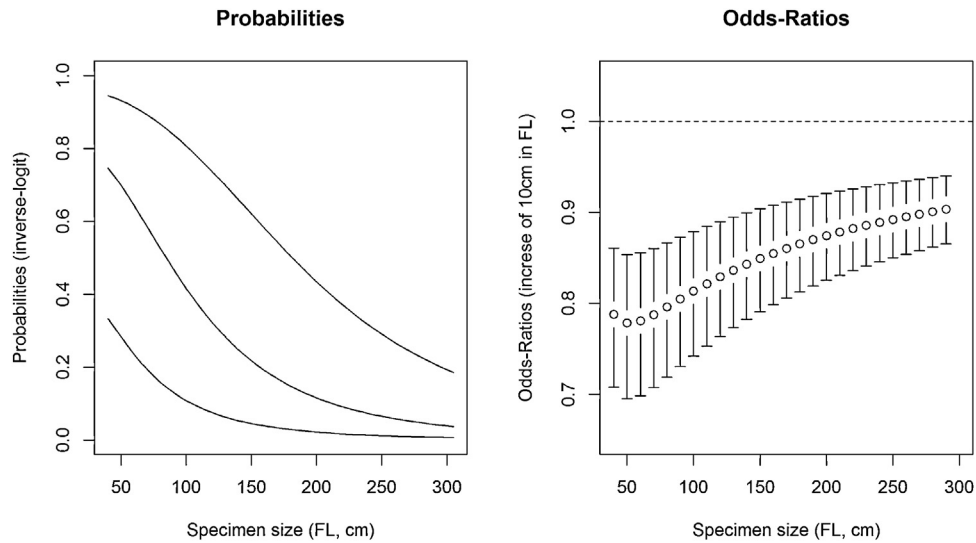 Probabilities
Probabilities (inverse-logit)
1.0
0.8
0.6
0.4
0.2
0.0
50 100 150 200 250 300
Specimen size (FL, cm)
Odds-Ratios
Odds-Ratios (increse of 10cm in FL)
1.0
0.9
0.8
0.7
50 100 150 200 250 300
Specimen size (FL, cm)